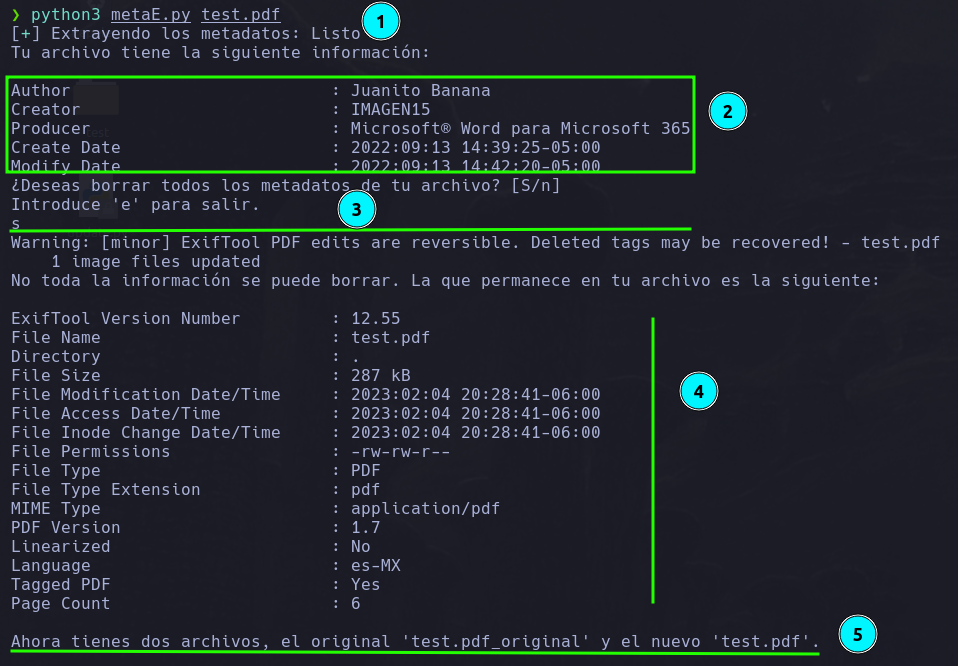 ❯ python3 metaE.py test.pdf 1
[+] Extrayendo los metadatos: Listo
Tu archivo tiene la siguiente información:
Author : Juanito Banana
Creator : IMAGEN15
2
Producer : Microsoft® Word para Microsoft 365
Create Date : 2022:09:13 14:39:25-05:00
Modify Date : 2022:09:13 14:42:20-05:00
¿Deseas borrar todos los metadatos de tu archivo? [S/n]
Introduce 'e' para salir. 3
s
Warning: [minor] ExifTool PDF edits are reversible. Deleted tags may be recovered! - test.pdf
1 image files updated
No toda la información se puede borrar. La que permanece en tu archivo es la siguiente:
ExifTool Version Number : 12.55
File Name : test.pdf
Directory : .
File Size : 287 kB
File Modification Date/Time : 2023:02:04 20:28:41-06:00
4
File Access Date/Time : 2023:02:04 20:28:41-06:00
File Inode Change Date/Time : 2023:02:04 20:28:41-06:00
File Permissions : -rw-rw-r--
File Type : PDF
File Type Extension : pdf
MIME Type : application/pdf
PDF Version : 1.7
Linearized : No
Language : es-MX
Tagged PDF : Yes
Page Count : 6
Ahora tienes dos archivos, el original 'test.pdf_original' y el nuevo 'test.pdf'. 5